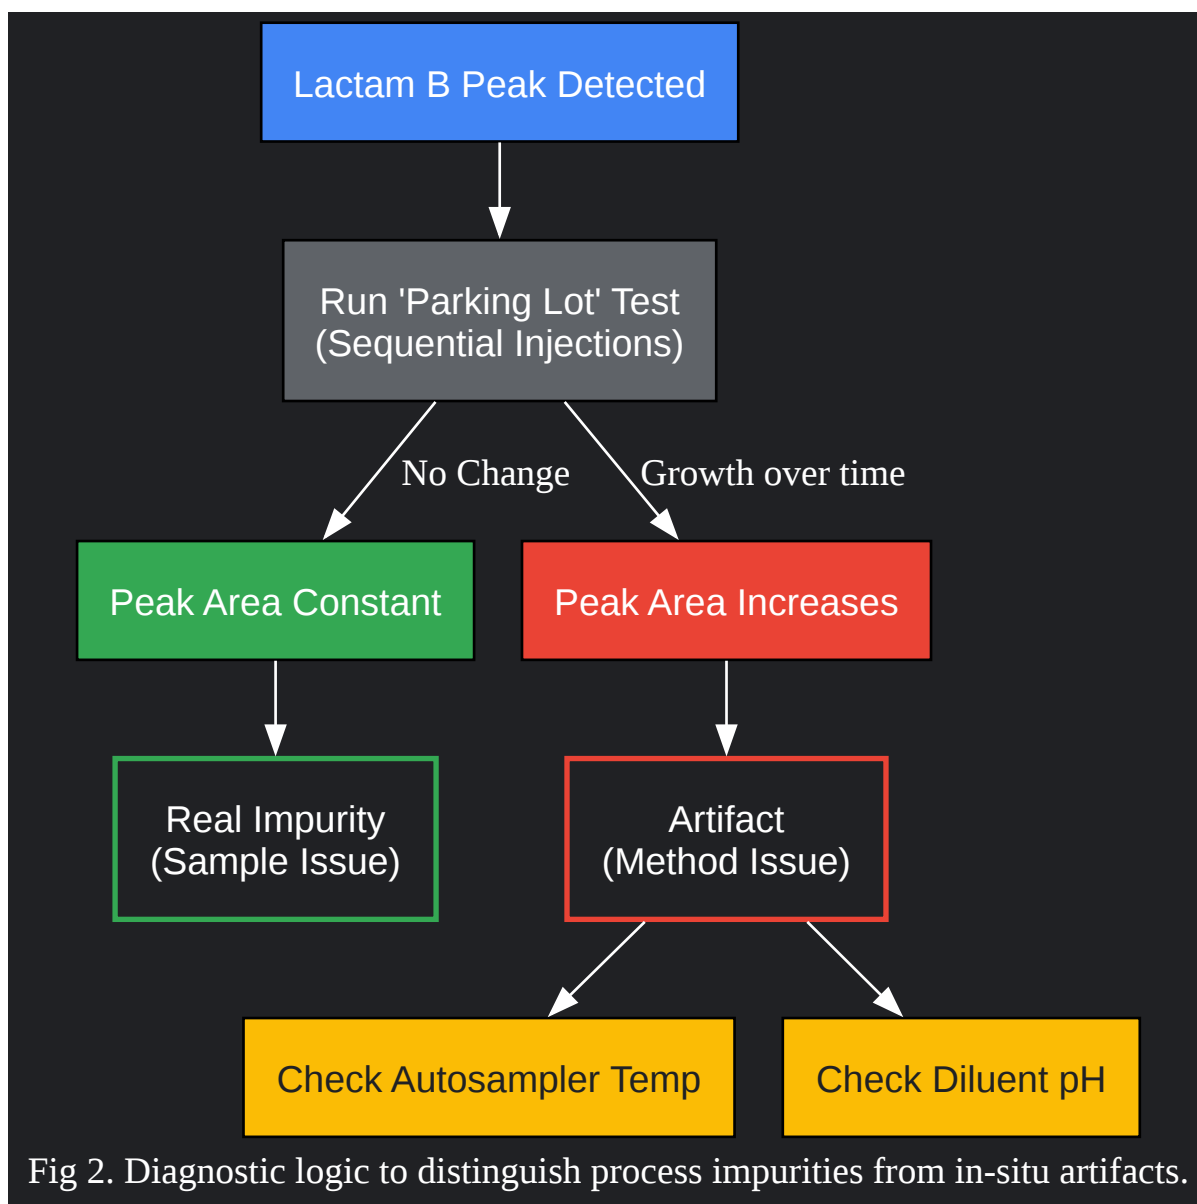 Lactam B Peak Detected
Run 'Parking Lot' Test
(Sequential Injections)
No Change
Growth over time
Peak Area Constant
Peak Area Increases
Real Impurity
(Sample Issue)
Artifact
(Method Issue)
Check Autosampler Temp
Check Diluent pH
Fig 2. Diagnostic logic to distinguish process impurities from in-situ artifacts.